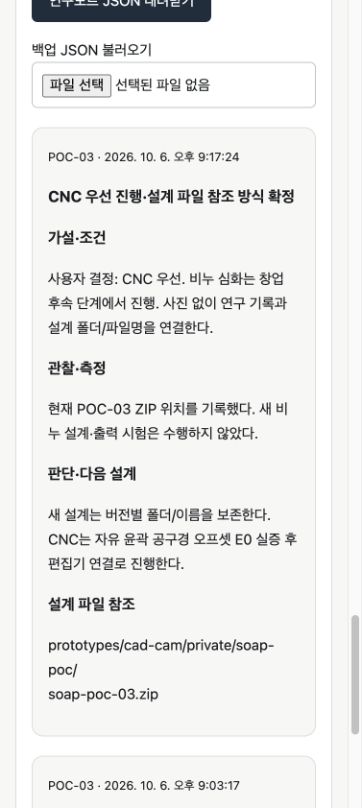 연구노트 JSON 내려받기
백업 JSON 불러오기
파일 선택 선택된 파일 없음
POC-03 · 2026. 10. 6. 오후 9:17:24
CNC 우선 진행·설계 파일 참조 방식 확정
가설·조건
사용자 결정: CNC 우선. 비누 심화는 창업
후속 단계에서 진행. 사진 없이 연구 기록과
설계 폴더/파일명을 연결한다.
관찰·측정
현재 POC-03 ZIP 위치를 기록했다. 새 비
누 설계·출력 시험은 수행하지 않았다.
판단·다음 설계
새 설계는 버전별 폴더/이름을 보존한다.
CNC는 자유 윤곽 공구경 오프셋 E0 실증 후
편집기 연결로 진행한다.
설계 파일 참조
prototypes/cad-cam/private/soap-
poc/
soap-poc-03.zip
POC-03 · 2026. 10. 6. 오후 9:03:17